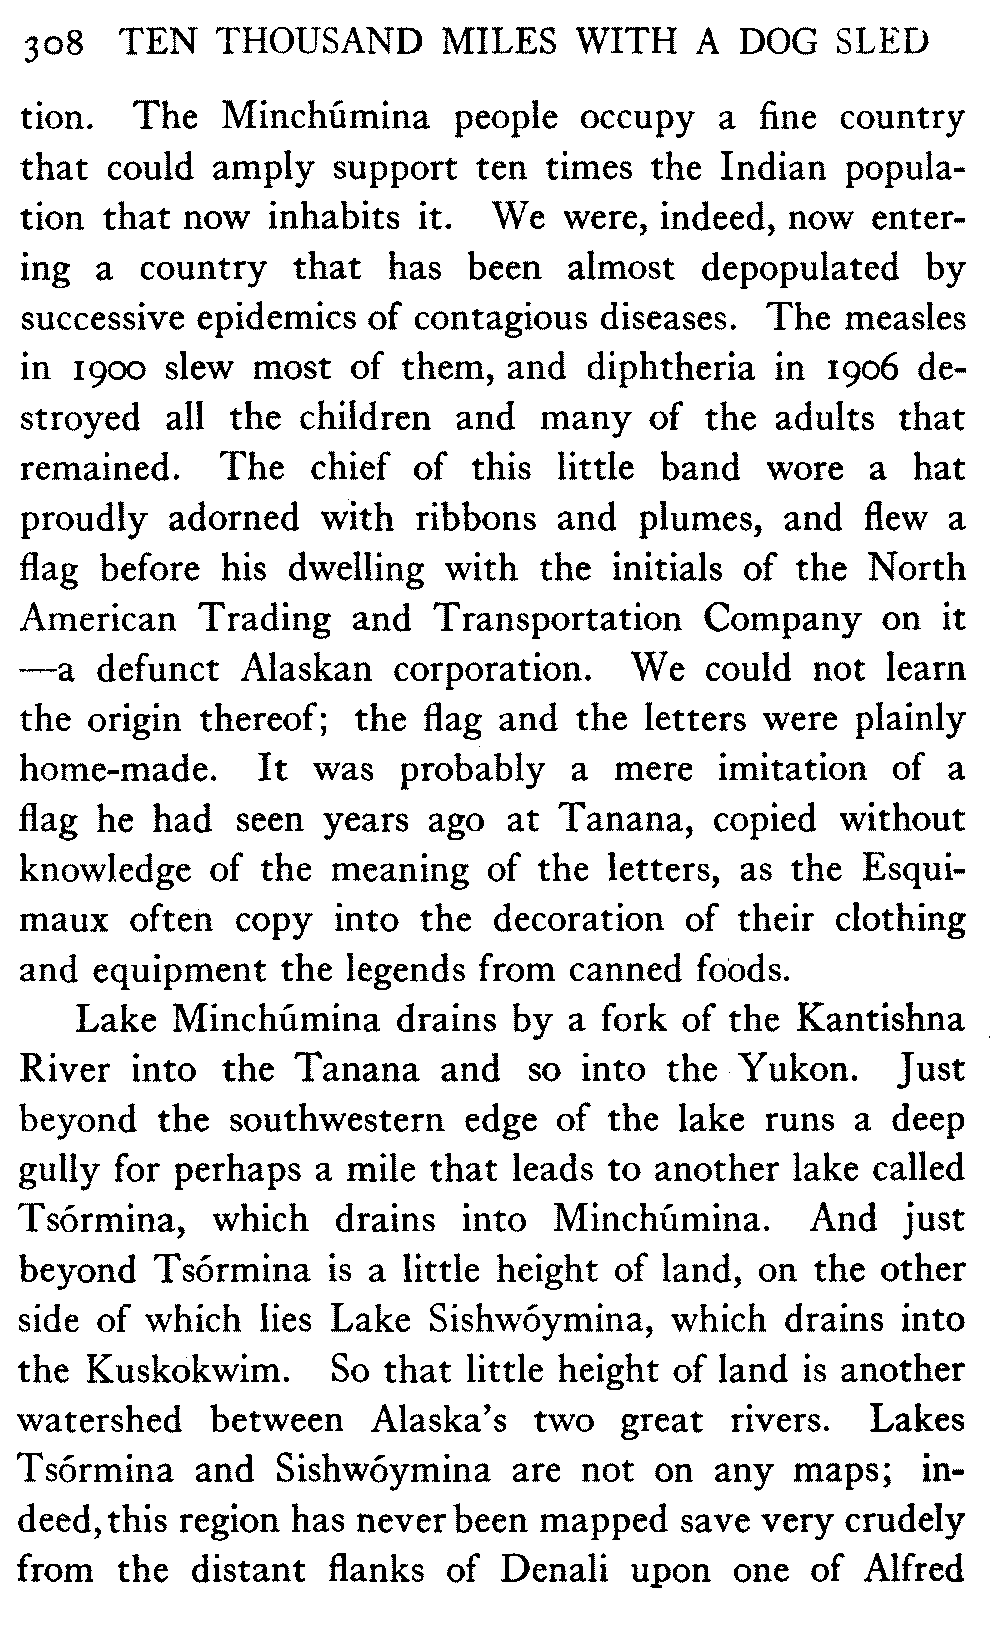 308 TEN THOUSAND MILES WITH A DOG SLED
tion. The Minchúmina people occupy a fine country
that could amply support ten times the Indian popula-
tion that now inhabits it. We were, indeed, now enter-
ing a country that has been almost depopulated by
successive epidemics of contagious diseases. The measles
in 1900 slew most of them, and diphtheria in 1906 de-
stroyed all the children and many of the adults that
remained. The chief of this little band wore a hat
proudly adorned with ribbons and plumes, and flew a
flag before his dwelling with the initials of the North
American Trading and Transportation Company on it
—a defunct Alaskan corporation. We could not learn
the origin thereof; the flag and the letters were plainly
home-made. It was probably a mere imitation of a
flag he had seen years ago at Tanana, copied without
knowledge of the meaning of the letters, as the Esqui-
maux often copy into the decoration of their clothing
and equipment the legends from canned foods.
Lake Minchúmina drains by a fork of the Kantishna
River into the Tanana and so into the Yukon. Just
beyond the southwestern edge of the lake runs a deep
gully for perhaps a mile that leads to another lake called
Tsórmina, which drains into Minchúmina. And just
beyond Tsórmina is a little height of land, on the other
side of which lies Lake Sishwóymina, which drains into
the Kuskokwim. So that little height of land is another
watershed between Alaska's two great rivers. Lakes
Tsórmina and Sishwóymina are not on any maps; in-
deed, this region has never been mapped save very crudely
from the distant flanks of Denali upon one of Alfred